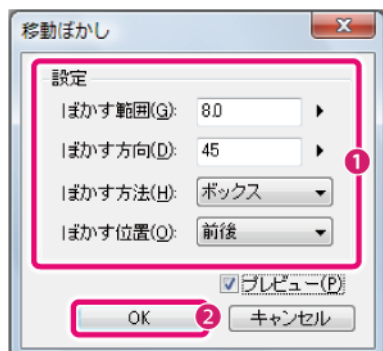 移動ぼかし
設定
ぼかす範囲(G): 8.0
ぼかす方向(D): 45
ぼかす方法(H): ボックス
ぼかす位置(O): 前後
1
プレビュー(P)
OK 2 キャンセル